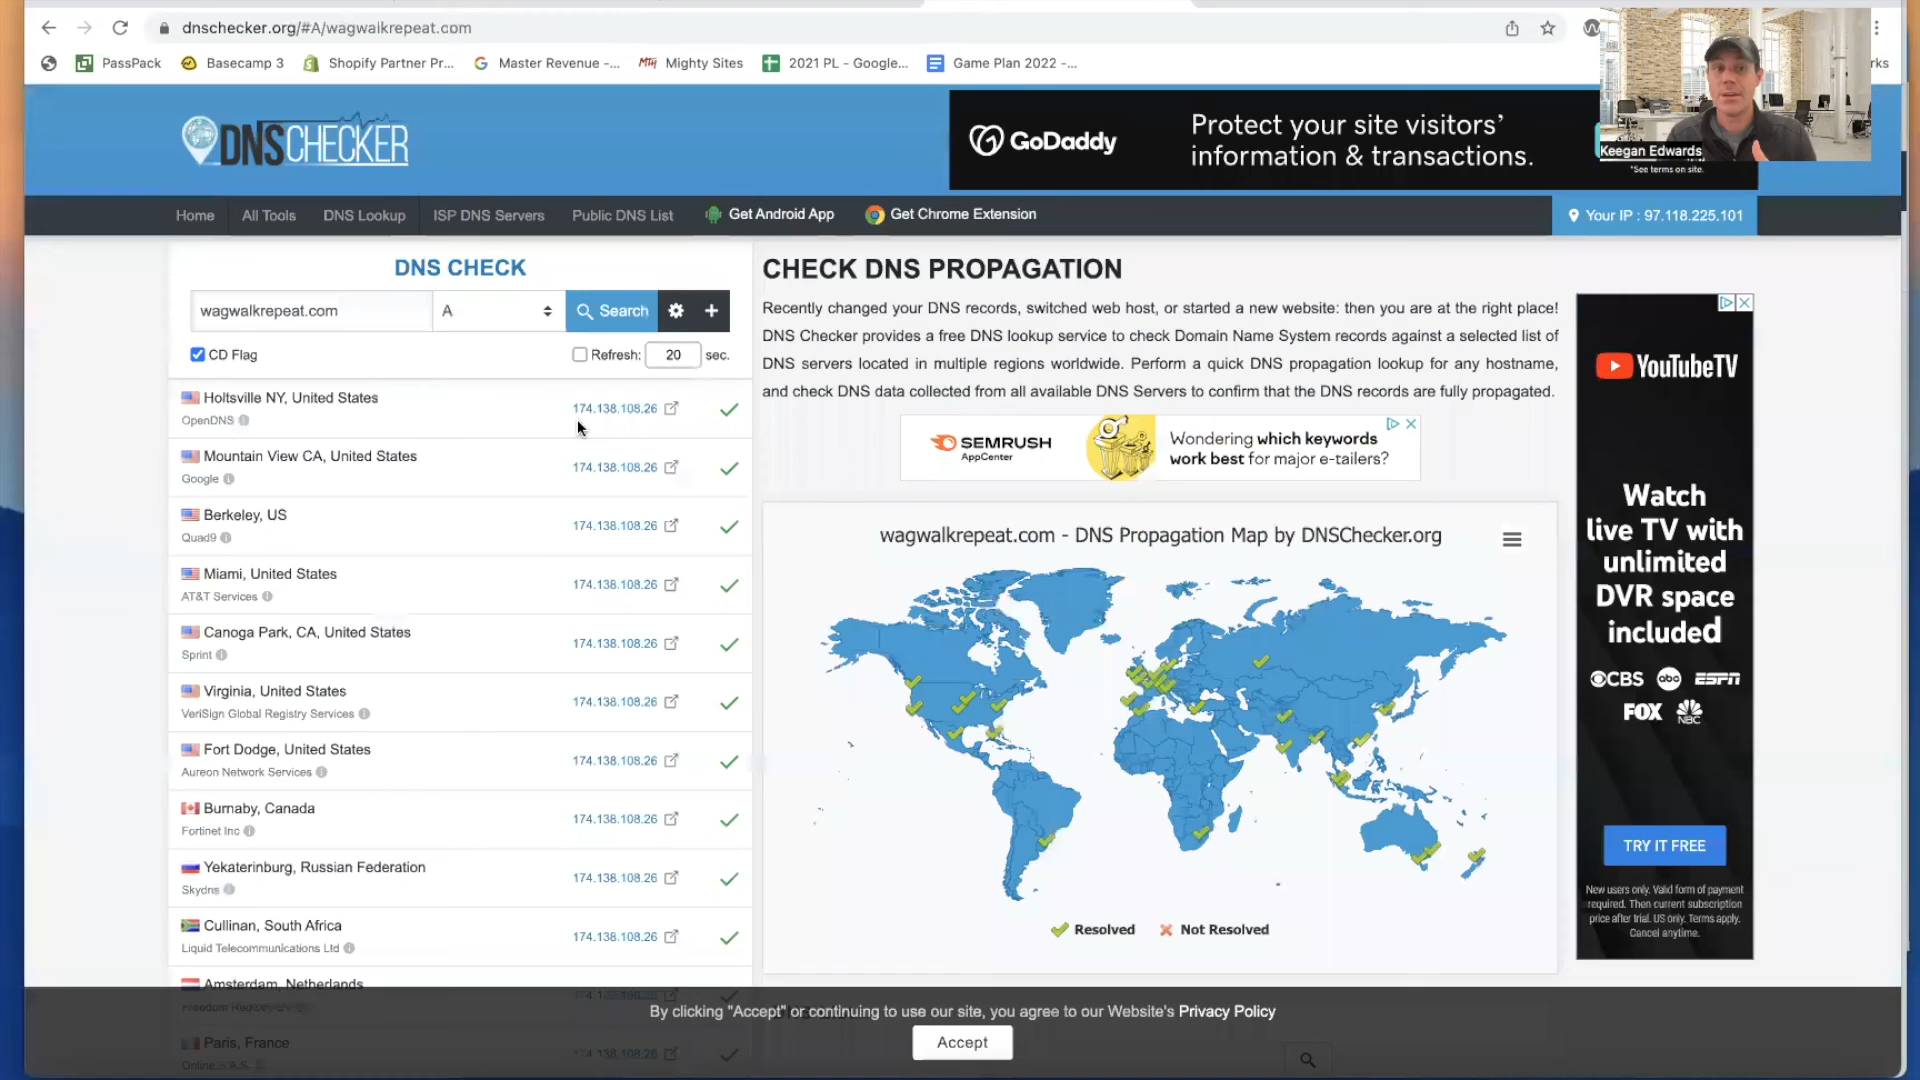 dnschecker.org/#A/wagwalkrepeat.com
PassPack
Basecamp 3
Shopify Partner Pr...
Master Revenue -...
Mighty Sites
2021 PL - Google...
Game Plan 2022 -...
rks
Keegan Edwards
DNSCHECKER
GoDaddy
Protect your site visitors'
information & transactions.
*See terms on site.
Home
All Tools
DNS Lookup
ISP DNS Servers
Public DNS List
Get Android App
Get Chrome Extension
Your IP : 97.118.225.101
DNS CHECK
wagwalkrepeat.com
A
Search
CD Flag
Refresh: 20 sec.
Holtsville NY, United States
OpenDNS
174.138.108.26
Mountain View CA, United States
Google
174.138.108.26
Berkeley, US
Quad9
174.138.108.26
Miami, United States
AT&T Services
174.138.108.26
Canoga Park, CA, United States
Sprint
174.138.108.26
Virginia, United States
VeriSign Global Registry Services
174.138.108.26
Fort Dodge, United States
Aureon Network Services
174.138.108.26
Burnaby, Canada
Fortinet Inc
174.138.108.26
Yekaterinburg, Russian Federation
Skydns
174.138.108.26
Cullinan, South Africa
Liquid Telecommunications Ltd
174.138.108.26
Amsterdam, Netherlands
Paris, France
174.138.108.26
CHECK DNS PROPAGATION
Recently changed your DNS records, switched web host, or started a new website: then you are at the right place!
DNS Checker provides a free DNS lookup service to check Domain Name System records against a selected list of
DNS servers located in multiple regions worldwide. Perform a quick DNS propagation lookup for any hostname,
and check DNS data collected from all available DNS Servers to confirm that the DNS records are fully propagated.
SEMRUSH
AppCenter
Wondering which keywords
work best for major e-tailers?
wagwalkrepeat.com - DNS Propagation Map by DNSChecker.org
Resolved
Not Resolved
YouTubeTV
Watch
live TV with
unlimited
DVR space
included
CBS abc ESPN
FOX NBC
TRY IT FREE
New users only. Valid form of payment
required. Then current subscription
price after trial. US only. Terms apply.
Cancel anytime.
By clicking "Accept" or continuing to use our site, you agree to our Website's Privacy Policy
Accept